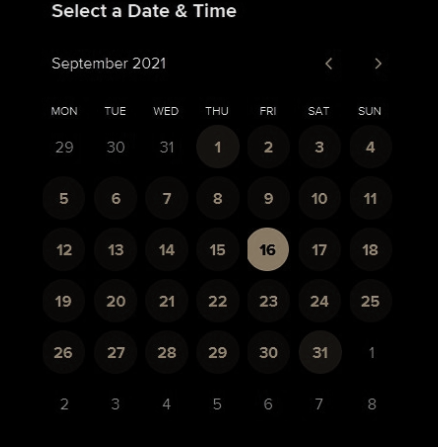 Select a Date & Time
September 2021
MON TUE WED THU FRI SAT SUN
29 30 31 1 2 3 4
5 6 7 8 9 10 11
12 13 14 15 16 17 18
19 20 21 22 23 24 25
26 27 28 29 30 31 1
2 3 4 5 6 7 8